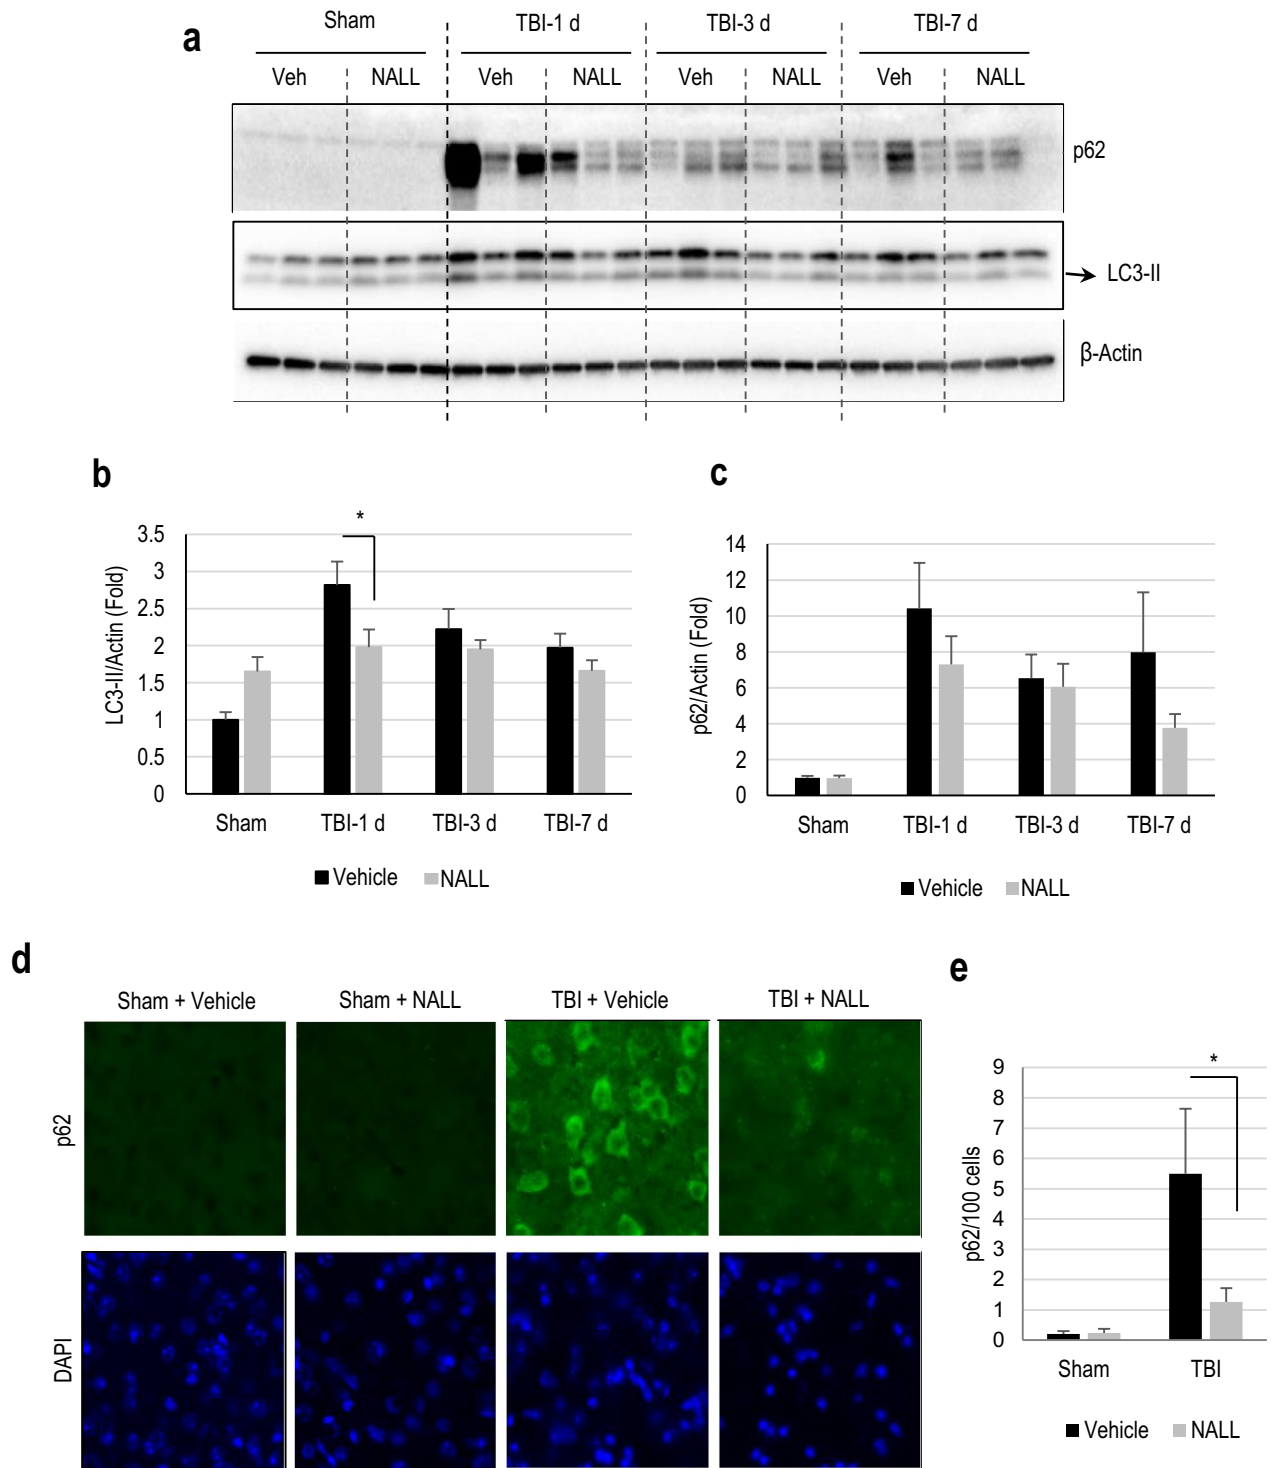 a
Sham TBI-1 d TBI-3 d TBI-7 d
Veh NALL Veh NALL Veh NALL Veh NALL
p62
LC3-II
β-Actin
b
LC3-II/Actin (Fold)
3.5
3
2.5
2
1.5
1
0.5
0
*
Sham TBI-1 d TBI-3 d TBI-7 d
Vehicle NALL
c
p62/Actin (Fold)
14
12
10
8
6
4
2
0
Sham TBI-1 d TBI-3 d TBI-7 d
Vehicle NALL
d
Sham + Vehicle Sham + NALL TBI + Vehicle TBI + NALL
p62
DAPI
e
p62/100 cells
9
8
7
6
5
4
3
2
1
0
*
Sham TBI
Vehicle NALL